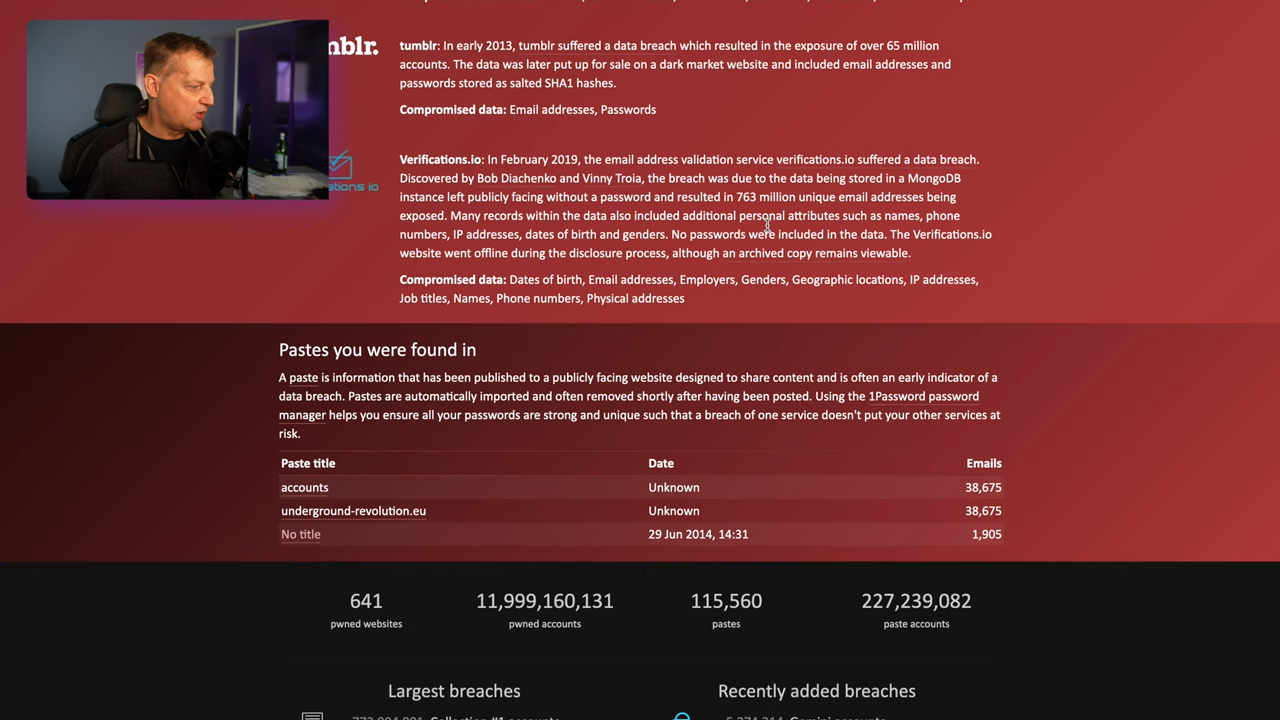 mblr.
tumblr: In early 2013, tumblr suffered a data breach which resulted in the exposure of over 65 million
accounts. The data was later put up for sale on a dark market website and included email addresses and
passwords stored as salted SHA1 hashes.
Compromised data: Email addresses, Passwords
ations io
Verifications.io: In February 2019, the email address validation service verifications.io suffered a data breach.
Discovered by Bob Diachenko and Vinny Troia, the breach was due to the data being stored in a MongoDB
instance left publicly facing without a password and resulted in 763 million unique email addresses being
exposed. Many records within the data also included additional personal attributes such as names, phone
numbers, IP addresses, dates of birth and genders. No passwords were included in the data. The Verifications.io
website went offline during the disclosure process, although an archived copy remains viewable.
Compromised data: Dates of birth, Email addresses, Employers, Genders, Geographic locations, IP addresses,
Job titles, Names, Phone numbers, Physical addresses
Pastes you were found in
A paste is information that has been published to a publicly facing website designed to share content and is often an early indicator of a
data breach. Pastes are automatically imported and often removed shortly after having been posted. Using the 1Password password
manager helps you ensure all your passwords are strong and unique such that a breach of one service doesn't put your other services at
risk.
Paste title Date Emails
accounts Unknown 38,675
underground-revolution.eu Unknown 38,675
No title 29 Jun 2014, 14:31 1,905
641 11,999,160,131 115,560 227,239,082
pwned websites pwned accounts pastes paste accounts
Largest breaches Recently added breaches